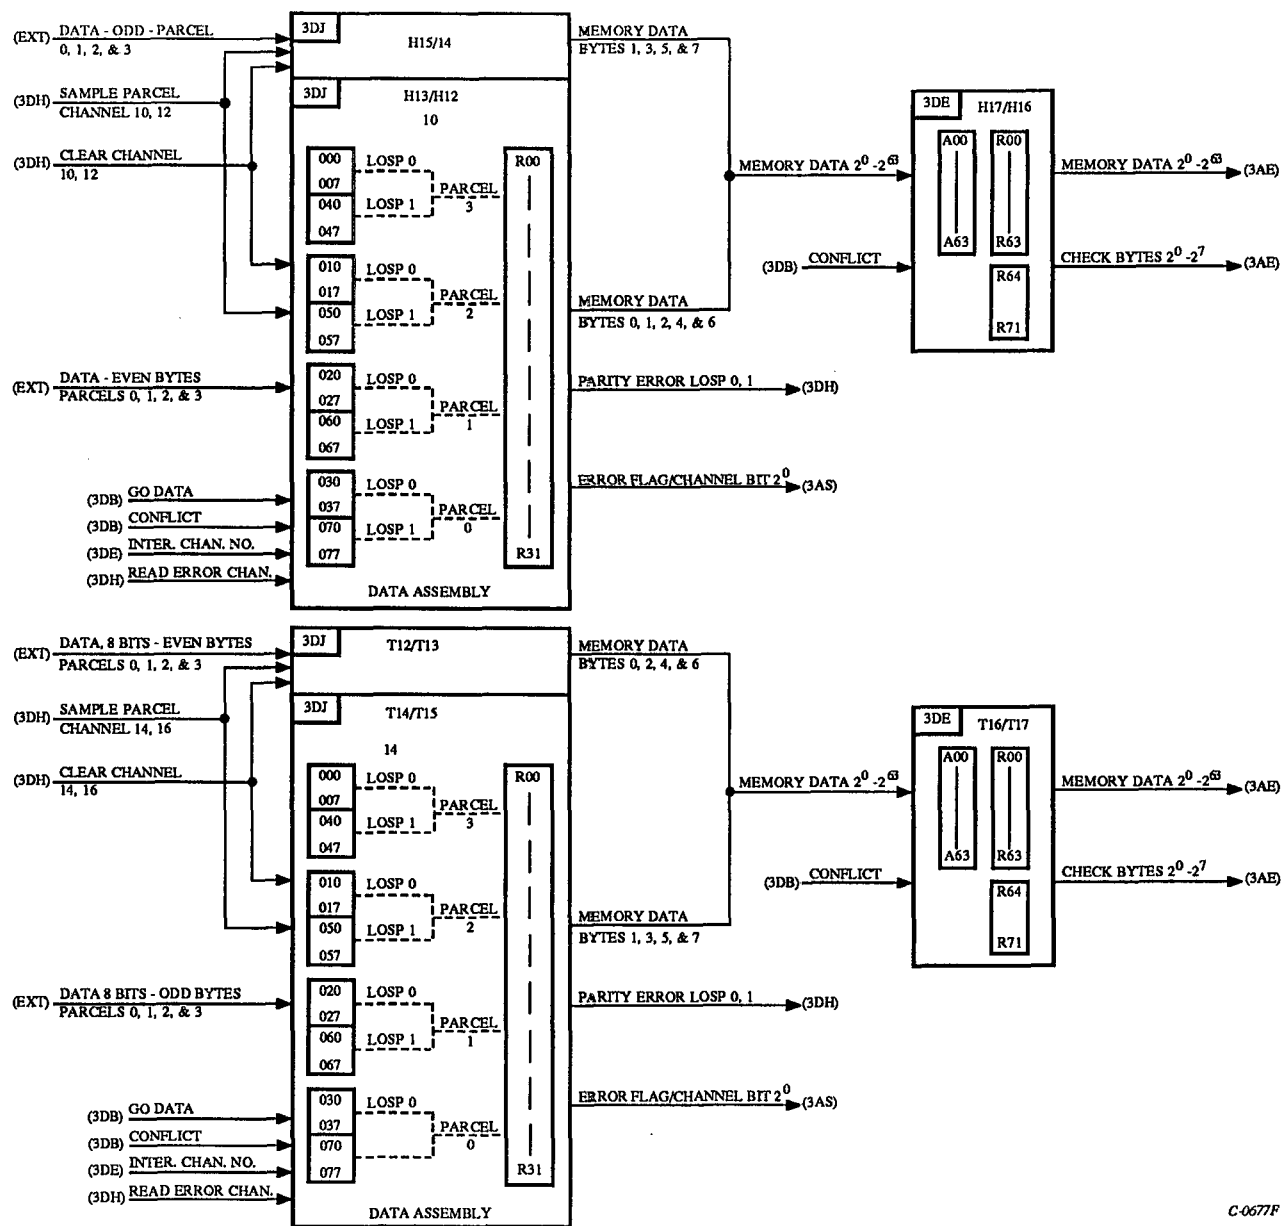 3DJ
H15/14
(EXT) DATA - ODD - PARCEL
0, 1, 2, & 3
MEMORY DATA
BYTES 1, 3, 5, & 7
3DJ
H13/H12
10
(3DH) SAMPLE PARCEL
CHANNEL 10, 12
(3DH) CLEAR CHANNEL
10, 12
000
007
040
047
LOSP 0
LOSP 1
PARCEL
3
010
017
050
057
LOSP 0
LOSP 1
PARCEL
2
(EXT) DATA - EVEN BYTES
PARCELS 0, 1, 2, & 3
020
027
060
067
LOSP 0
LOSP 1
PARCEL
1
030
037
070
077
LOSP 0
LOSP 1
PARCEL
0
R00
R31
(3DB) GO DATA
(3DB) CONFLICT
(3DE) INTER. CHAN. NO.
(3DH) READ ERROR CHAN.
DATA ASSEMBLY
MEMORY DATA
BYTES 0, 1, 2, 4, & 6
PARITY ERROR LOSP 0, 1 (3DH)
ERROR FLAG/CHANNEL BIT 2⁰ (3AS)
MEMORY DATA 2⁰ -2⁶³
(3DB) CONFLICT
3DE
H17/H16
A00
A63
R00
R63
R64
R71
MEMORY DATA 2⁰ -2⁶³ (3AE)
CHECK BYTES 2⁰ -2⁷ (3AE)
3DJ
T12/T13
(EXT) DATA, 8 BITS - EVEN BYTES
PARCELS 0, 1, 2, & 3
MEMORY DATA
BYTES 0, 2, 4, & 6
3DJ
T14/T15
14
(3DH) SAMPLE PARCEL
CHANNEL 14, 16
(3DH) CLEAR CHANNEL
14, 16
000
007
040
047
LOSP 0
LOSP 1
PARCEL
3
010
017
050
057
LOSP 0
LOSP 1
PARCEL
2
(EXT) DATA 8 BITS - ODD BYTES
PARCELS 0, 1, 2, & 3
020
027
060
067
LOSP 0
LOSP 1
PARCEL
1
030
037
070
077
LOSP 0
PARCEL
0
R00
R31
(3DB) GO DATA
(3DB) CONFLICT
(3DE) INTER. CHAN. NO.
(3DH) READ ERROR CHAN.
DATA ASSEMBLY
MEMORY DATA
BYTES 1, 3, 5, & 7
PARITY ERROR LOSP 0, 1 (3DH)
ERROR FLAG/CHANNEL BIT 2⁰ (3AS)
MEMORY DATA 2⁰ -2⁶³
(3DB) CONFLICT
3DE
T16/T17
A00
A63
R00
R63
R64
R71
MEMORY DATA 2⁰ -2⁶³ (3AE)
CHECK BYTES 2⁰ -2⁷ (3AE)
C-0677F